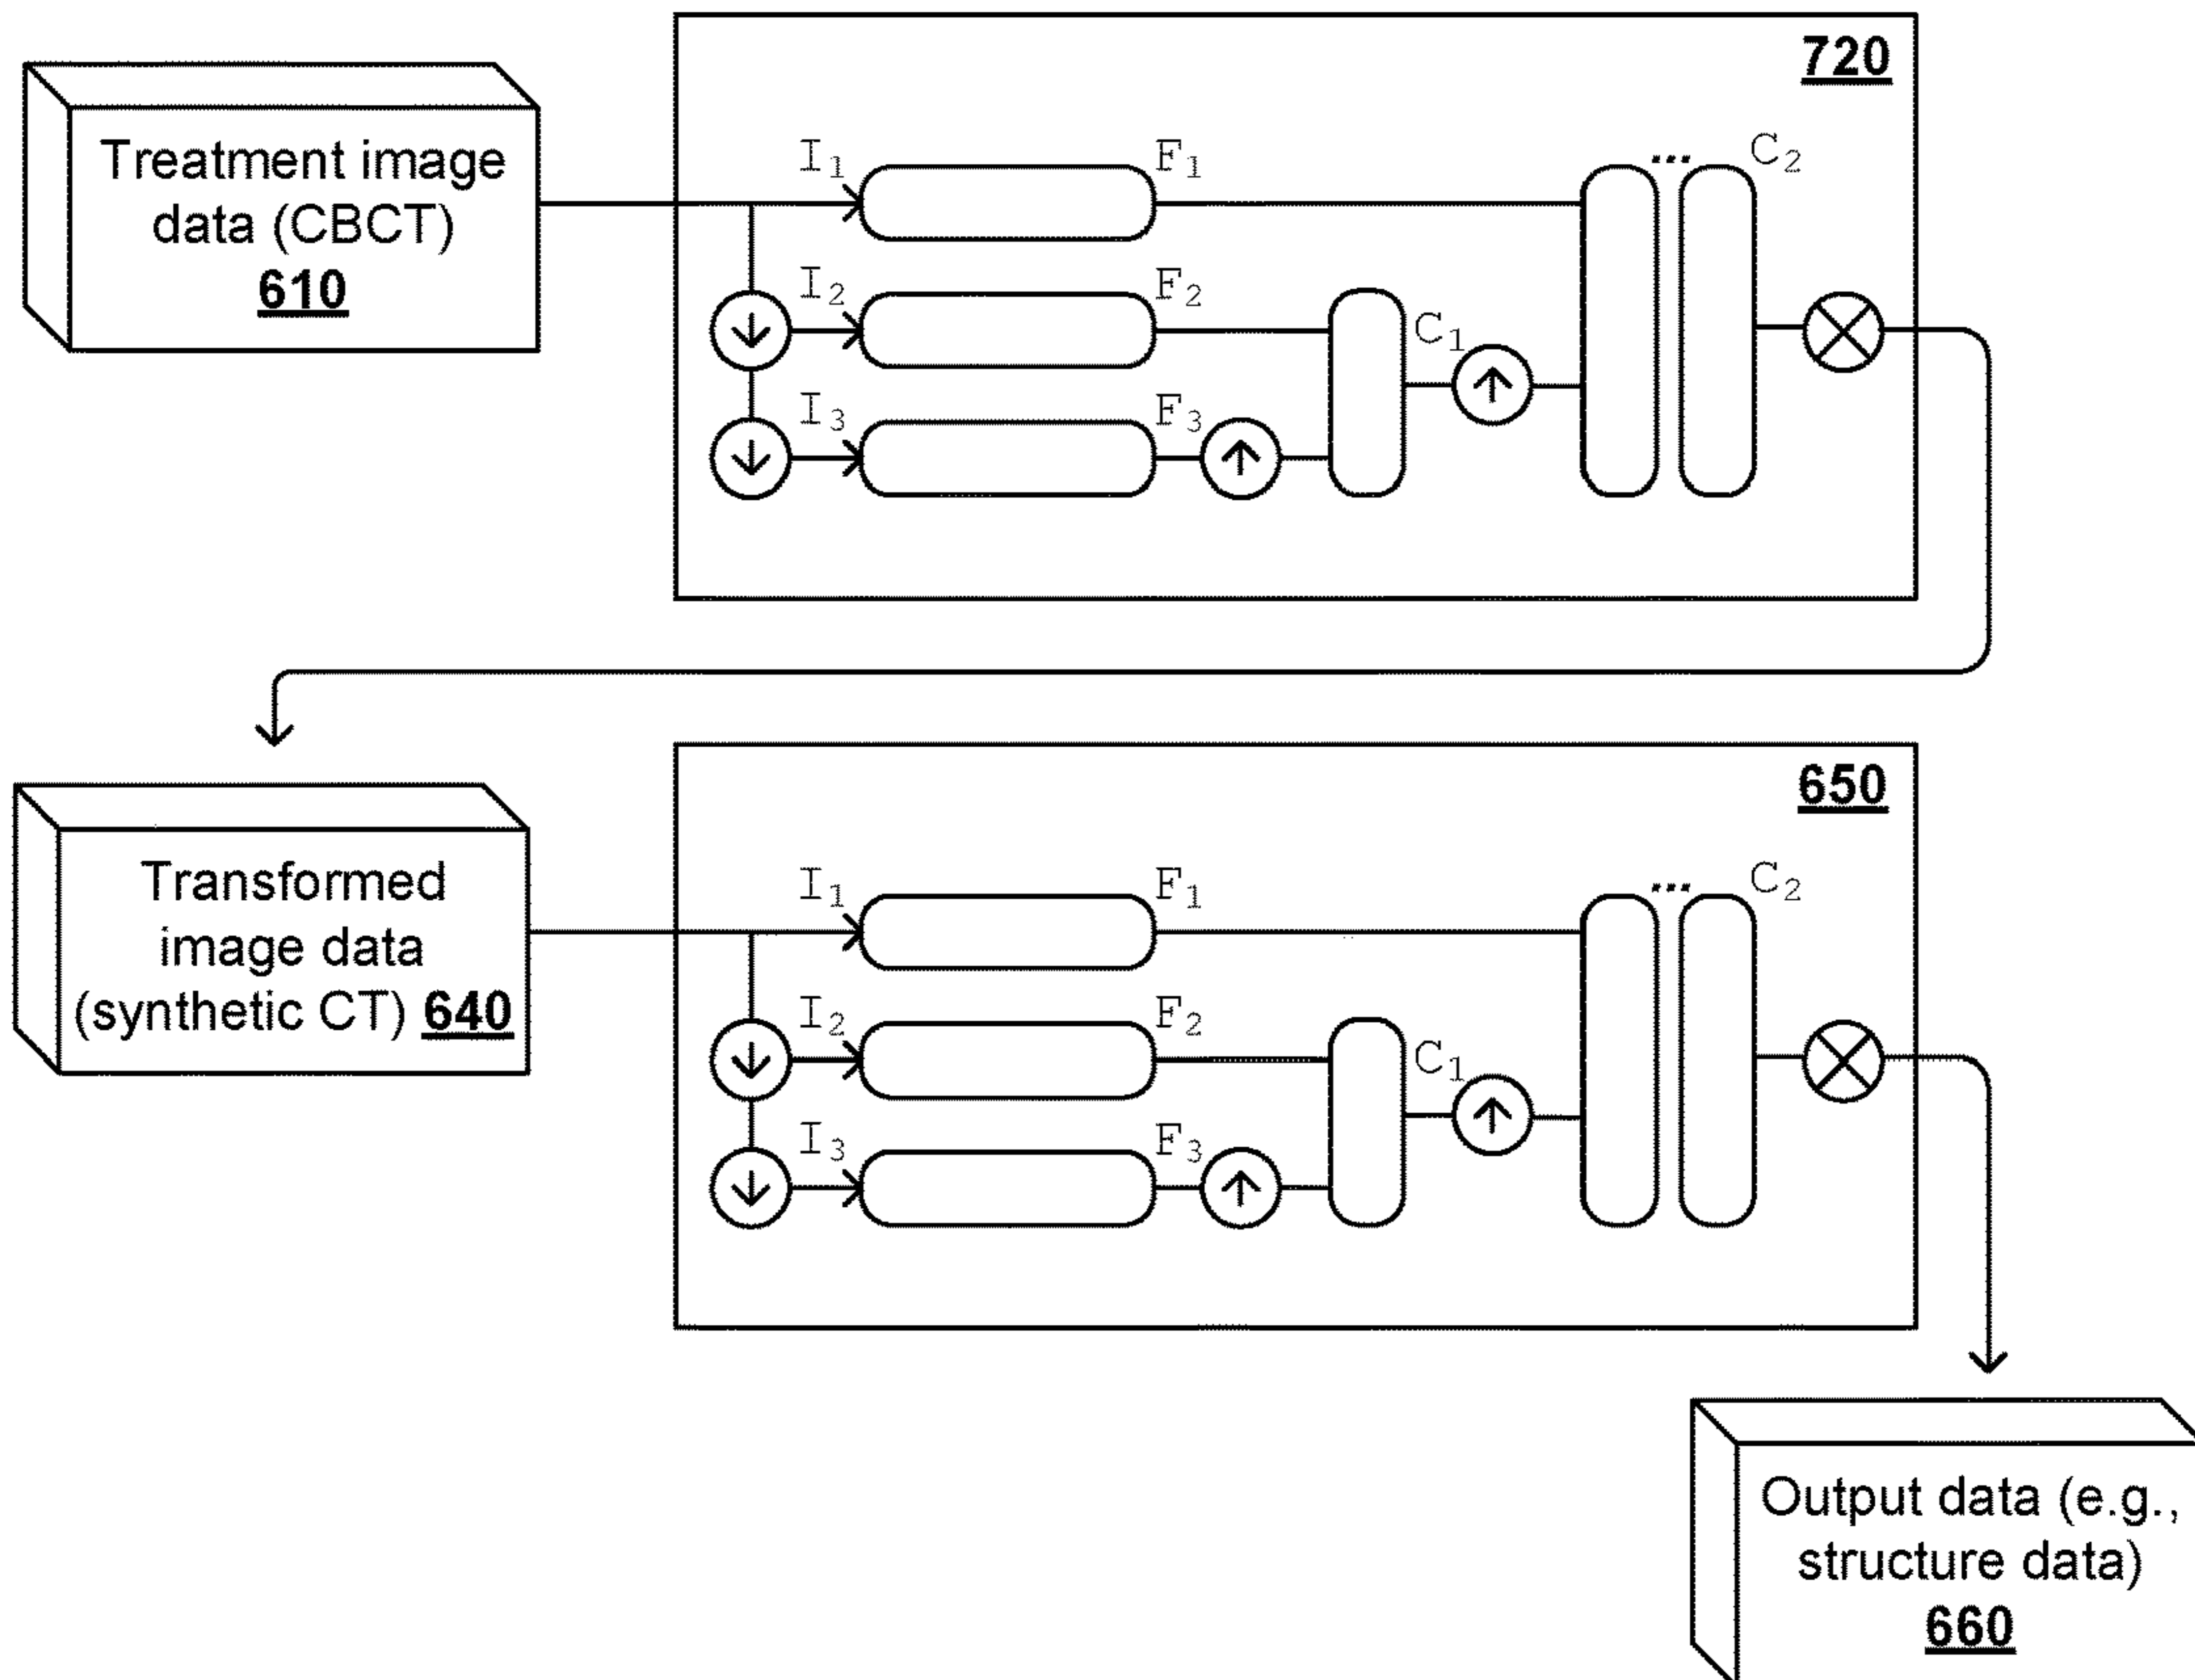 720
Treatment image
data (CBCT)
610
I₁ F₁ ... C₂
I₂ F₂ C₁
I₃ F₃
650
Transformed
image data
(synthetic CT) 640
I₁ F₁ ... C₂
I₂ F₂ C₁
I₃ F₃
Output data (e.g.,
structure data)
660